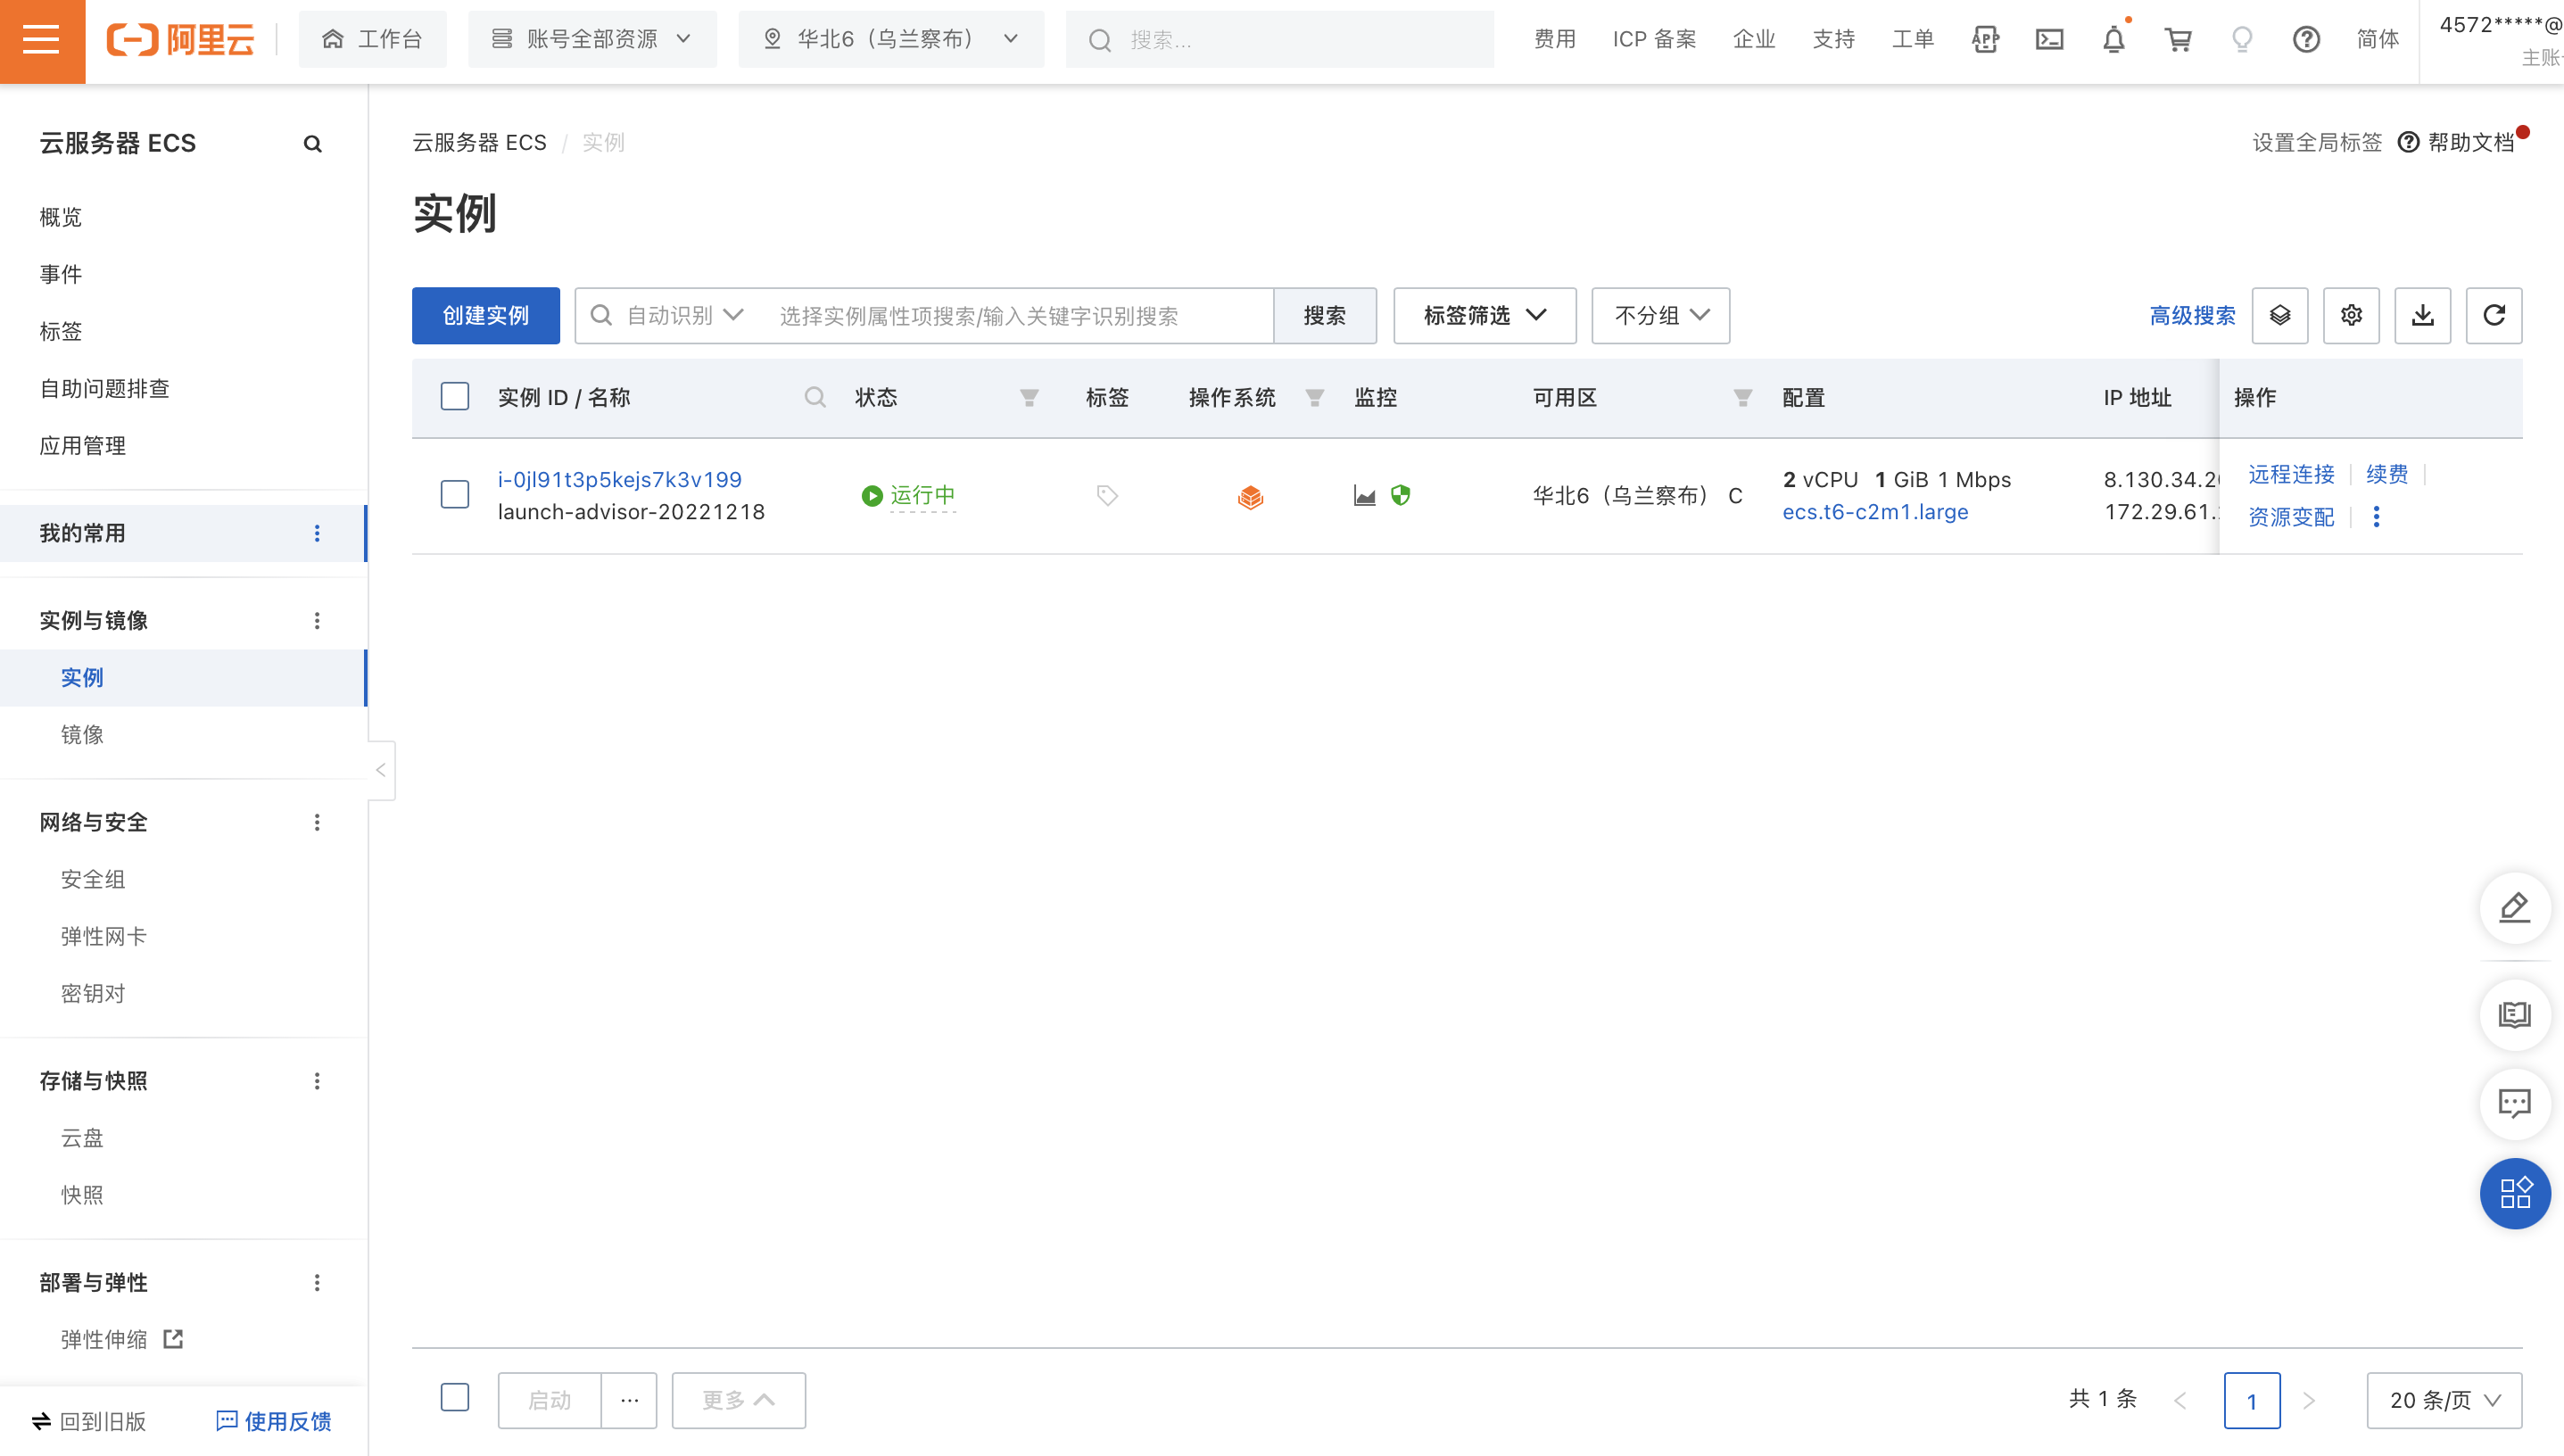 阿里云
工作台
账号全部资源
华北6（乌兰察布）
搜索...
费用
ICP 备案
企业
支持
工单
APP
简体
4572*****@
主账
云服务器 ECS
概览
事件
标签
自助问题排查
应用管理
我的常用
实例与镜像
实例
镜像
网络与安全
安全组
弹性网卡
密钥对
存储与快照
云盘
快照
部署与弹性
弹性伸缩
回到旧版
使用反馈
云服务器 ECS / 实例
设置全局标签
帮助文档
实例
创建实例
自动识别
选择实例属性项搜索/输入关键字识别搜索
搜索
标签筛选
不分组
高级搜索
实例 ID / 名称
状态
标签
操作系统
监控
可用区
配置
IP 地址
操作
i-0jl91t3p5kejs7k3v199
launch-advisor-20221218
运行中
华北6（乌兰察布） C
2 vCPU 1 GiB 1 Mbps
ecs.t6-c2m1.large
8.130.34.2
172.29.61.
远程连接
续费
资源变配
启动
...
更多
共 1 条
1
20 条/页